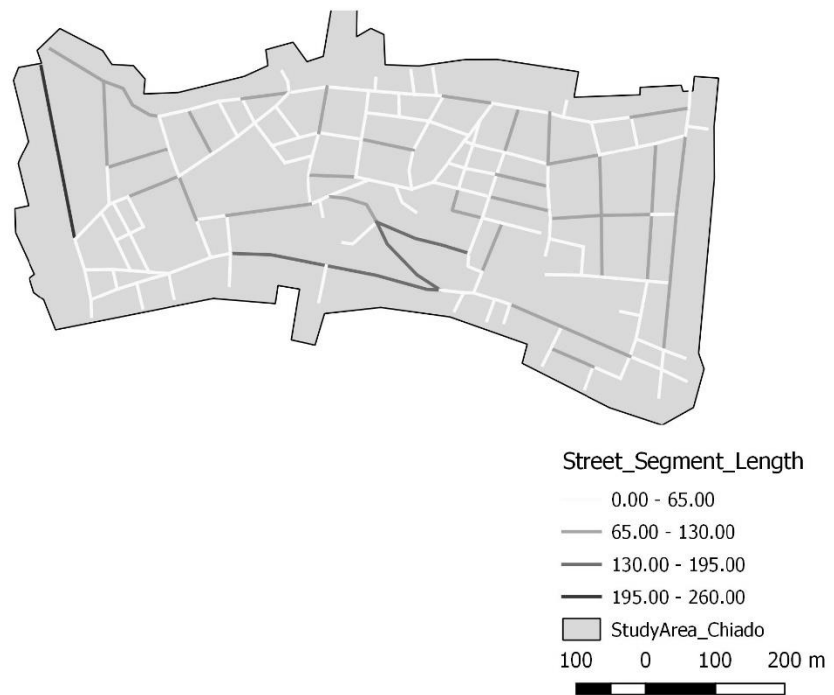 Street_Segment_Length
0.00 - 65.00
65.00 - 130.00
130.00 - 195.00
195.00 - 260.00
StudyArea_Chiado
100 0 100 200 m